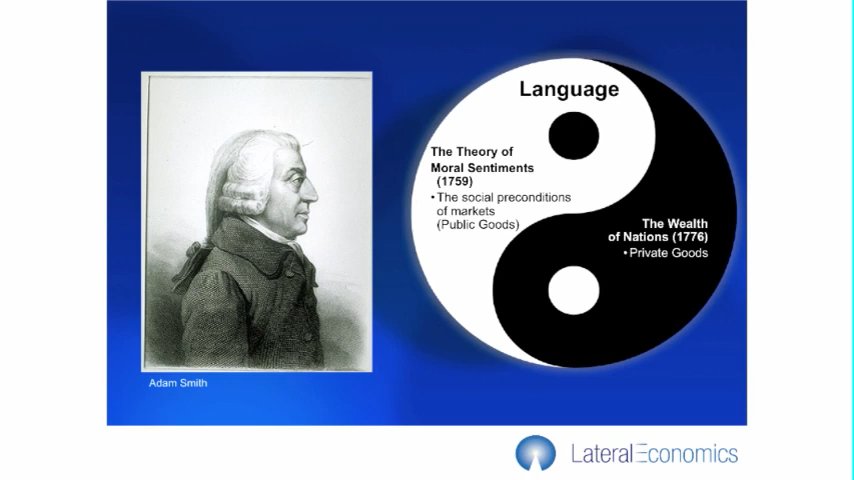 Language
The Theory of
Moral Sentiments
(1759)
• The social preconditions
of markets
(Public Goods)
The Wealth
of Nations (1776)
• Private Goods
Adam Smith
LateralEconomics